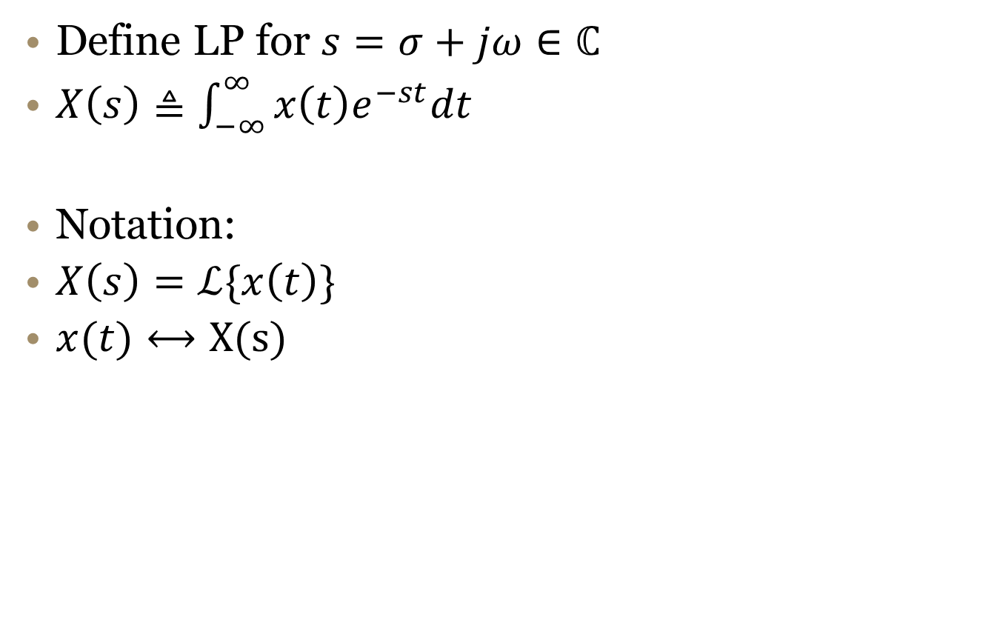 • Define LP for s = σ + jω ∈ ℂ
• X(s) ≜ ∫_{−∞}^{∞} x(t)e^{−st}dt
• Notation:
• X(s) = ℒ{x(t)}
• x(t) ⟷ X(s)